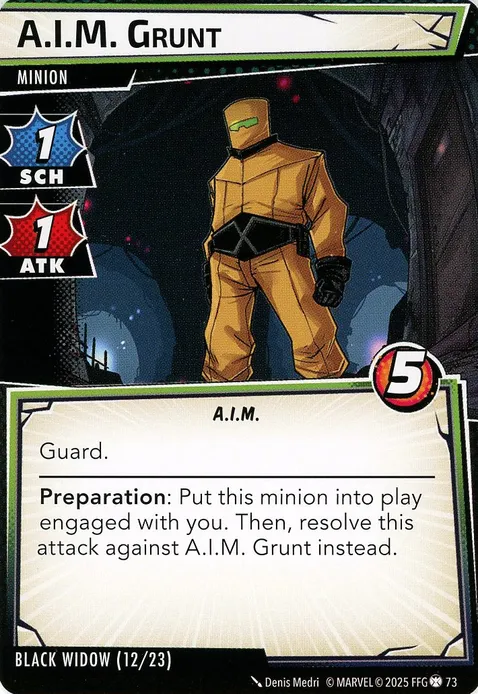 A.I.M. GRUNT
MINION
1
SCH
1
ATK
5
A.I.M.
Guard.
Preparation: Put this minion into play
engaged with you. Then, resolve this
attack against A.I.M. Grunt instead.
BLACK WIDOW (12/23)
Denis Medri © MARVEL © 2025 FFG 73